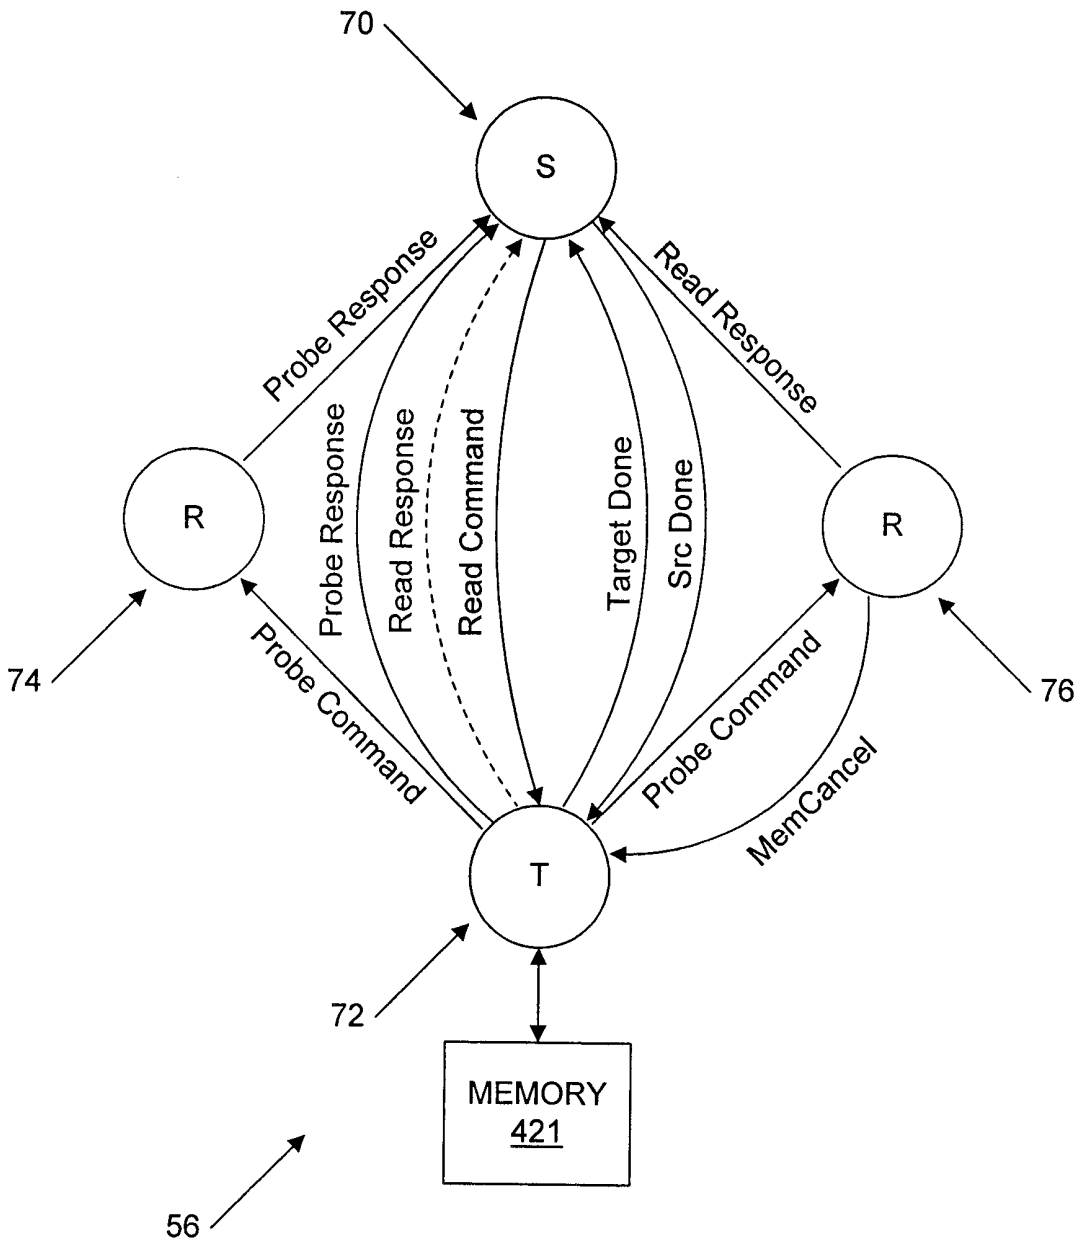 70
S
Probe Response
Read Response
Probe Response
Read Response
Read Command
Target Done
Src Done
R
R
74
76
Probe Command
Probe Command
MemCancel
T
72
MEMORY
421
56